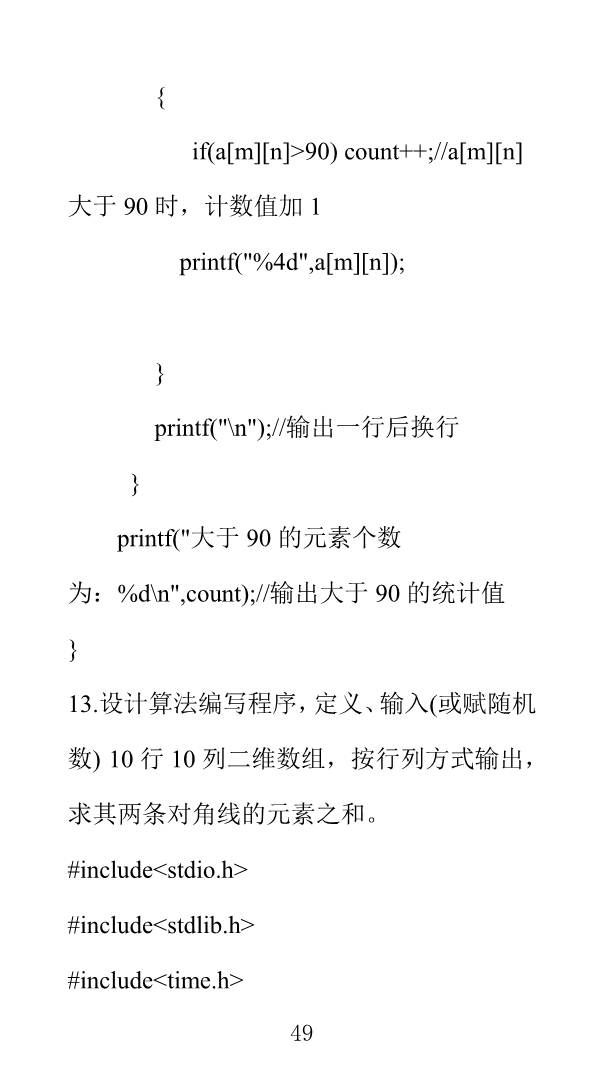 {
if(a[m][n]>90) count++;//a[m][n]
大于 90 时，计数值加 1
printf("%4d",a[m][n]);
}
printf("\n");//输出一行后换行
}
printf("大于 90 的元素个数
为：%d\n",count);//输出大于 90 的统计值
}
13.设计算法编写程序，定义、输入(或赋随机
数) 10 行 10 列二维数组，按行列方式输出，
求其两条对角线的元素之和。
#include<stdio.h>
#include<stdlib.h>
#include<time.h>
49